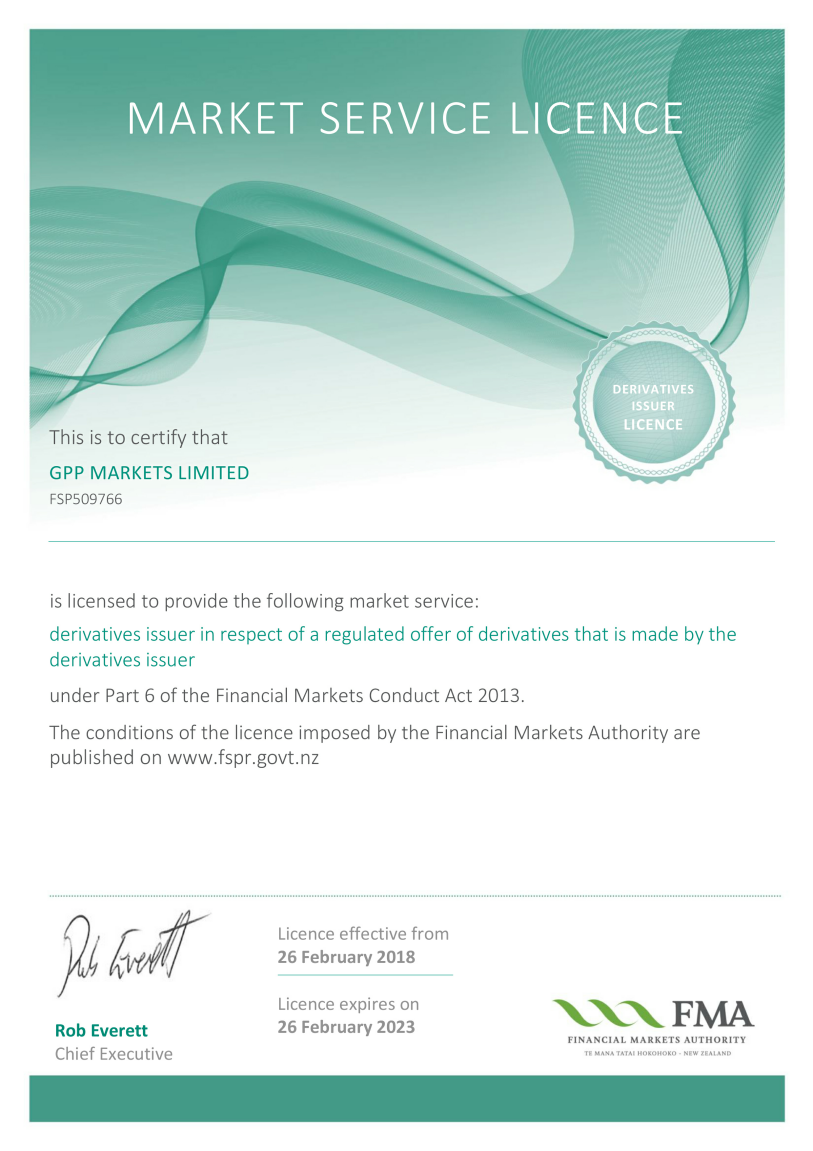 MARKET SERVICE LICENCE
DERIVATIVES
ISSUER
LICENCE
This is to certify that
GPP MARKETS LIMITED
FSP509766
is licensed to provide the following market service:
derivatives issuer in respect of a regulated offer of derivatives that is made by the
derivatives issuer
under Part 6 of the Financial Markets Conduct Act 2013.
The conditions of the licence imposed by the Financial Markets Authority are
published on www.fspr.govt.nz
Rob Everett
Rob Everett
Chief Executive
Licence effective from
26 February 2018
Licence expires on
26 February 2023
FMA
FINANCIAL MARKETS AUTHORITY
TE MANA TATAI HOKOHOKO - NEW ZEALAND